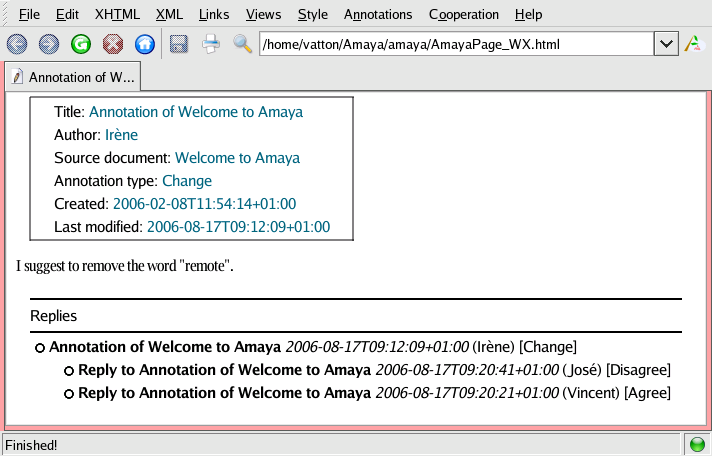 File Edit XHTML XML Links Views Style Annotations Cooperation Help
/home/vatton/Amaya/amaya/AmayaPage_WX.html
Annotation of W...
Title: Annotation of Welcome to Amaya
Author: Irène
Source document: Welcome to Amaya
Annotation type: Change
Created: 2006-02-08T11:54:14+01:00
Last modified: 2006-08-17T09:12:09+01:00
I suggest to remove the word "remote".
Replies
Annotation of Welcome to Amaya 2006-08-17T09:12:09+01:00 (Irène) [Change]
Reply to Annotation of Welcome to Amaya 2006-08-17T09:20:41+01:00 (José) [Disagree]
Reply to Annotation of Welcome to Amaya 2006-08-17T09:20:21+01:00 (Vincent) [Agree]
Finished!